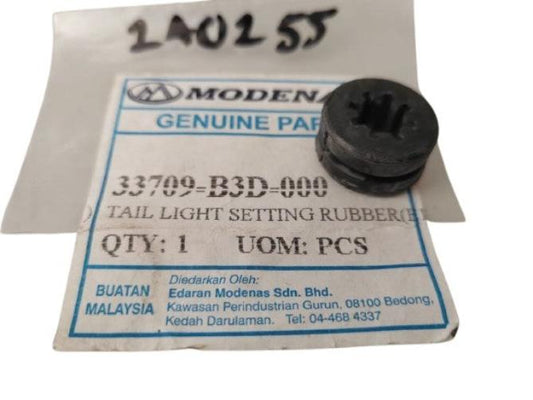 2A0255
MODENA
GENUINE PAR
33709=B3D=000
) TAIL LIGHT SETTING RUBBER(
QTY: 1 UOM: PCS
BUATAN
MALAYSIA
Diedarkan Oleh:
Edaran Modenas Sdn. Bhd.
Kawasan Perindustrian Gurun, 08100 Bedong,
Kedah Darulaman. Tel: 04-468 4337